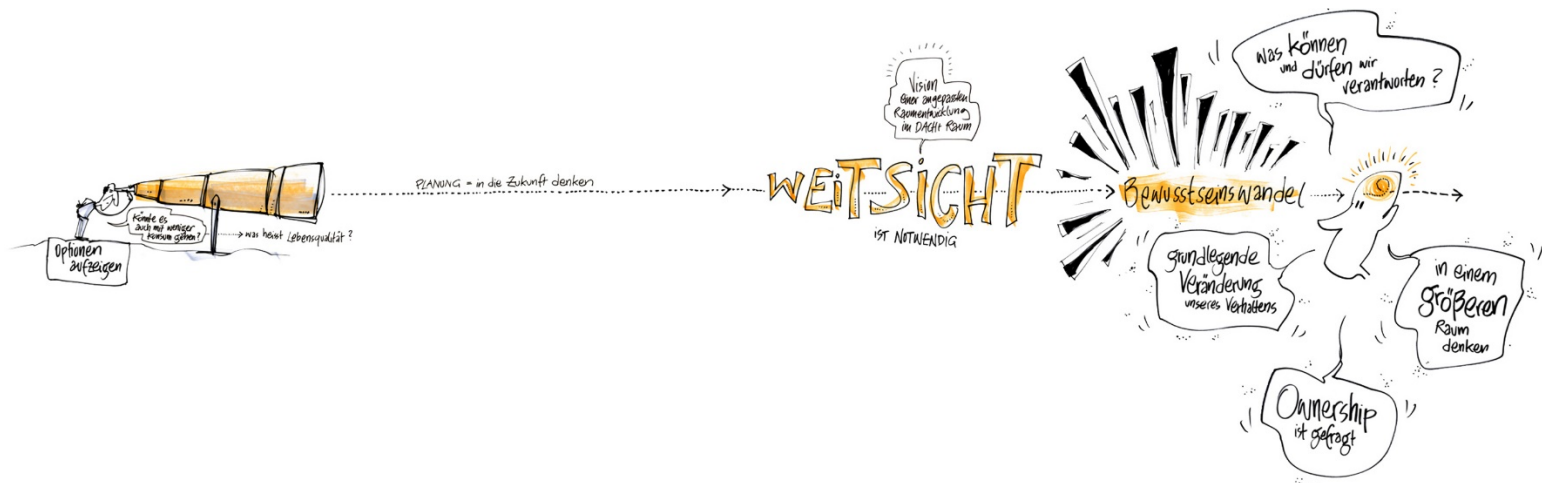 Könnte es
auch mit weniger
Konsum gehen?
was heisst Lebensqualität?
Optionen
aufzeigen
PLANUNG = in die Zukunft denken
Vision
einer angepassten
Raumentwicklung
im DACH+ Raum
WEITSICHT
IST NOTWENDIG
Bewusstseinswandel
was können
und dürfen wir
verantworten?
grundlegende
Veränderung
unseres Verhaltens
in einem
größeren
Raum
denken
Ownership
ist gefragt